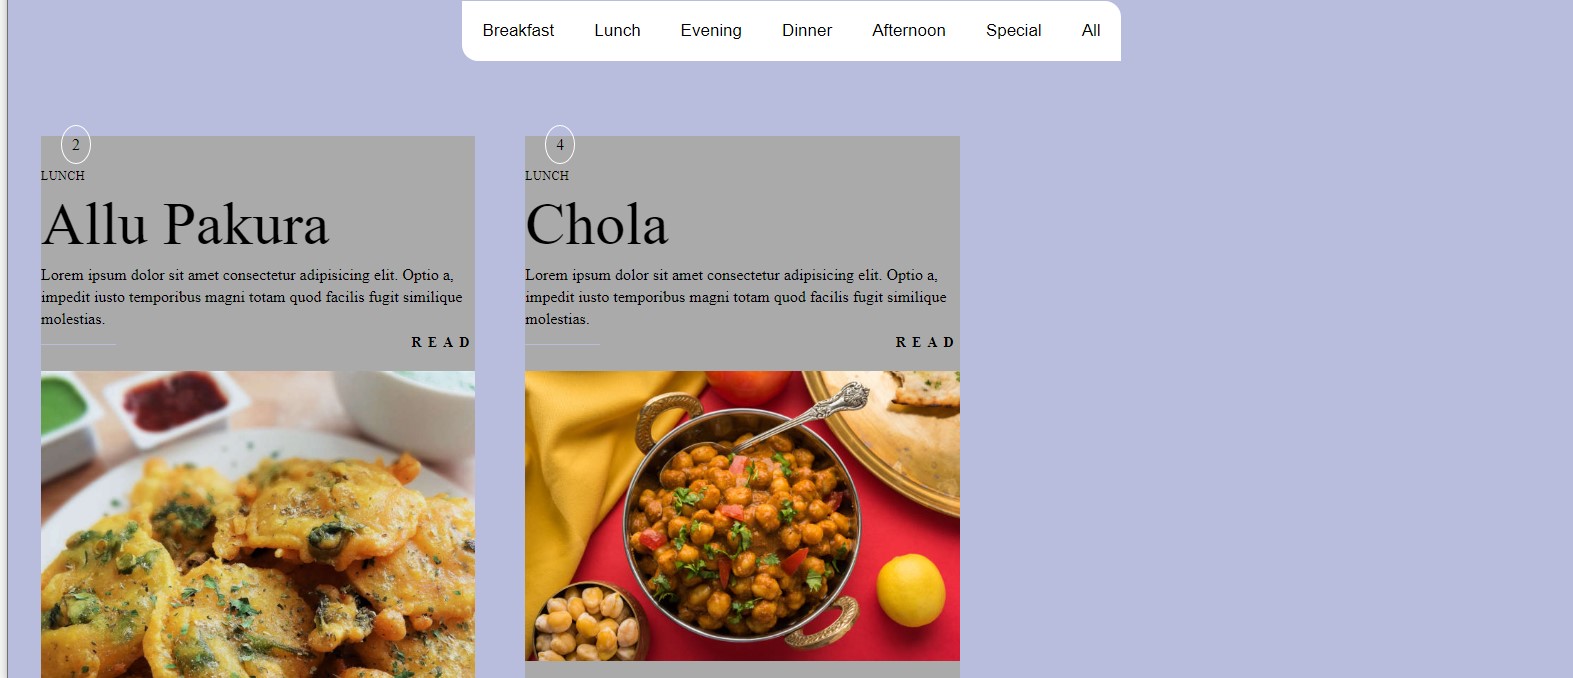 Breakfast Lunch Evening Dinner Afternoon Special All
2
LUNCH
Allu Pakura
Lorem ipsum dolor sit amet consectetur adipisicing elit. Optio a,
impedit iusto temporibus magni totam quod facilis fugit similique
molestias.
READ
4
LUNCH
Chola
Lorem ipsum dolor sit amet consectetur adipisicing elit. Optio a,
impedit iusto temporibus magni totam quod facilis fugit similique
molestias.
READ